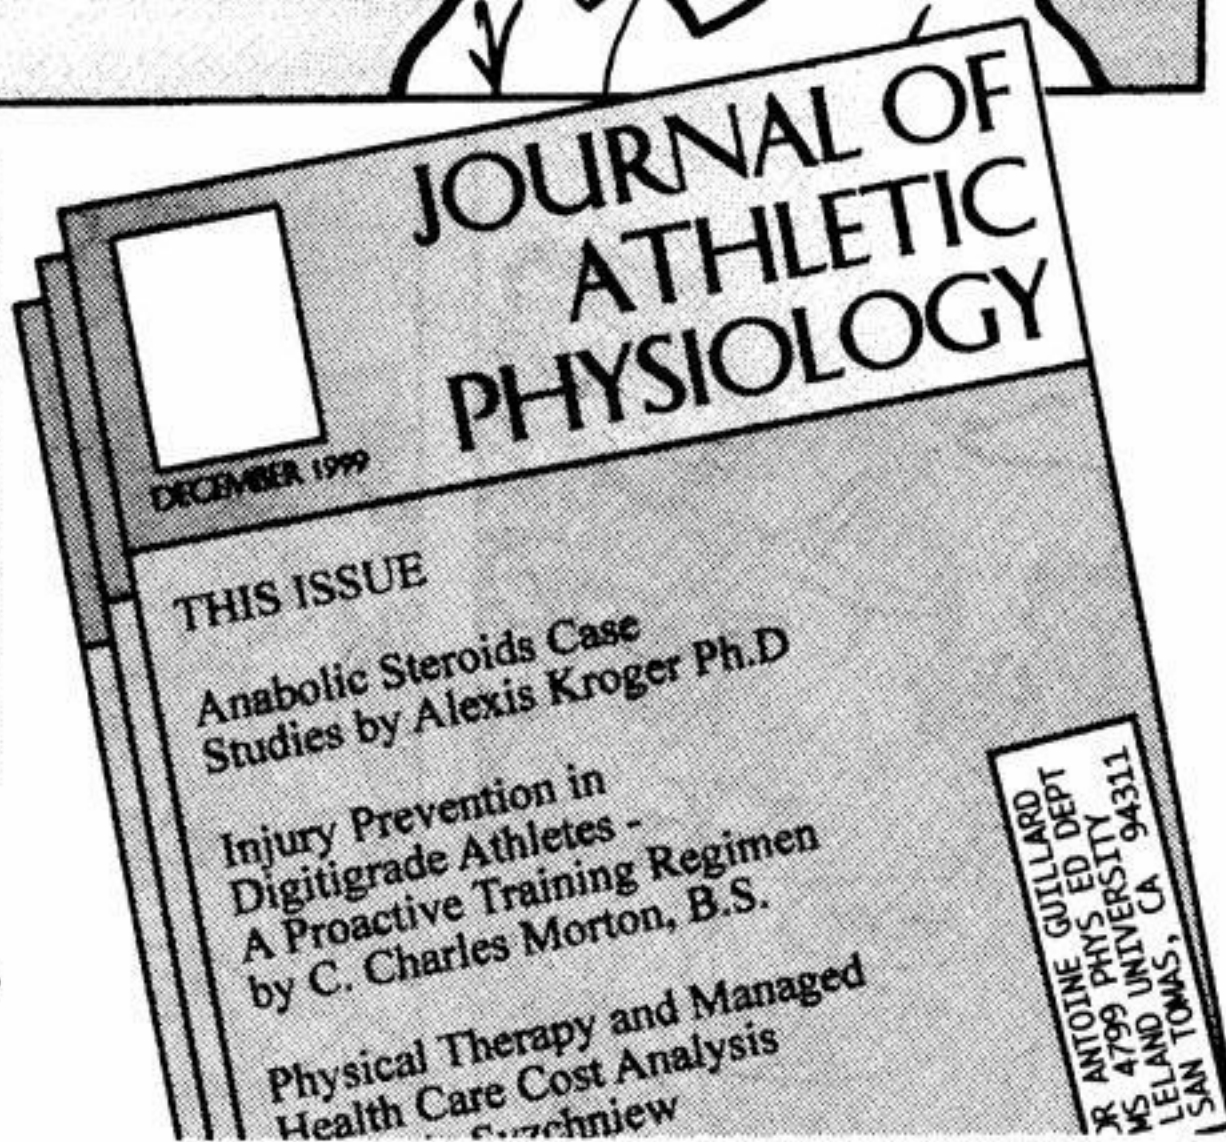 JOURNAL OF
ATHLETIC
PHYSIOLOGY
DECEMBER 1999
THIS ISSUE
Anabolic Steroids Case
Studies by Alexis Kroger Ph.D
Injury Prevention in
Digitigrade Athletes -
A Proactive Training Regimen
by C. Charles Morton, B.S.
Physical Therapy and Managed
Health Care Cost Analysis
ANTOINE GUILLARD
MS 4799 PHYS ED DEPT
LELAND UNIVERSITY
SAN TOMAS, CA 94311